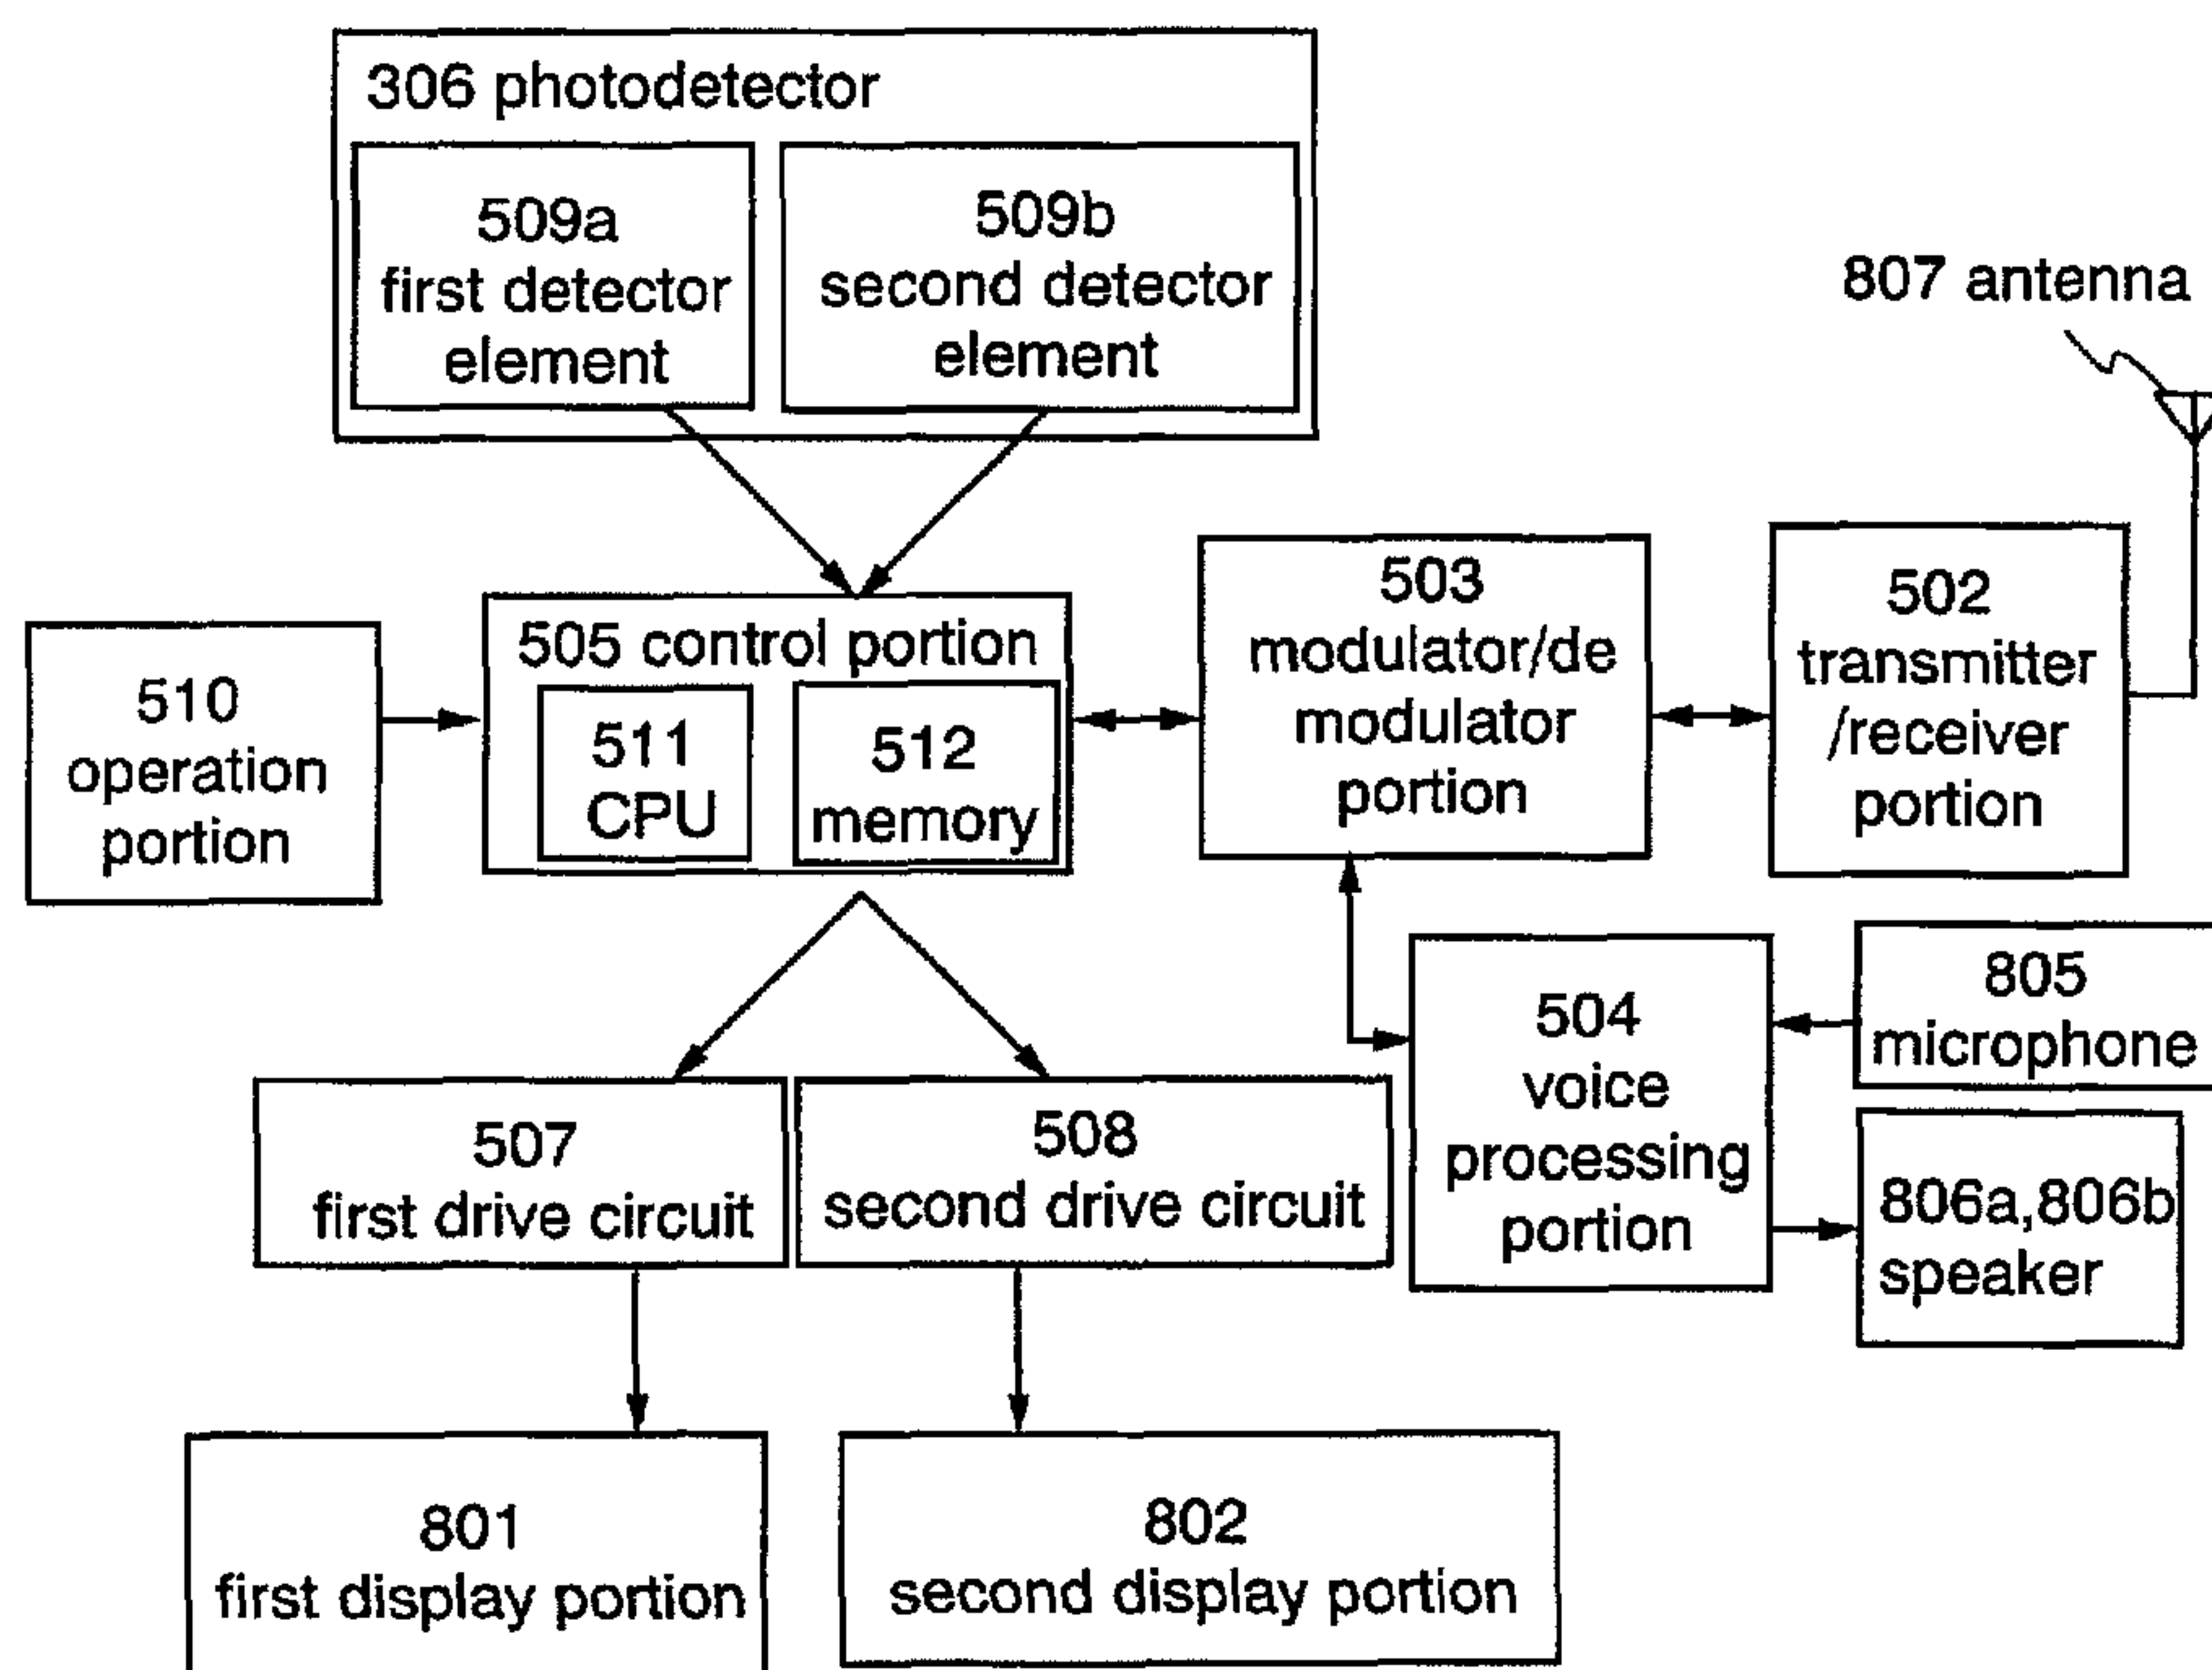 306 photodetector
509a
first detector
element
509b
second detector
element
807 antenna
510
operation
portion
505 control portion
511
CPU
512
memory
503
modulator/de
modulator
portion
502
transmitter
/receiver
portion
504
voice
processing
portion
805
microphone
806a,806b
speaker
507
first drive circuit
508
second drive circuit
801
first display portion
802
second display portion